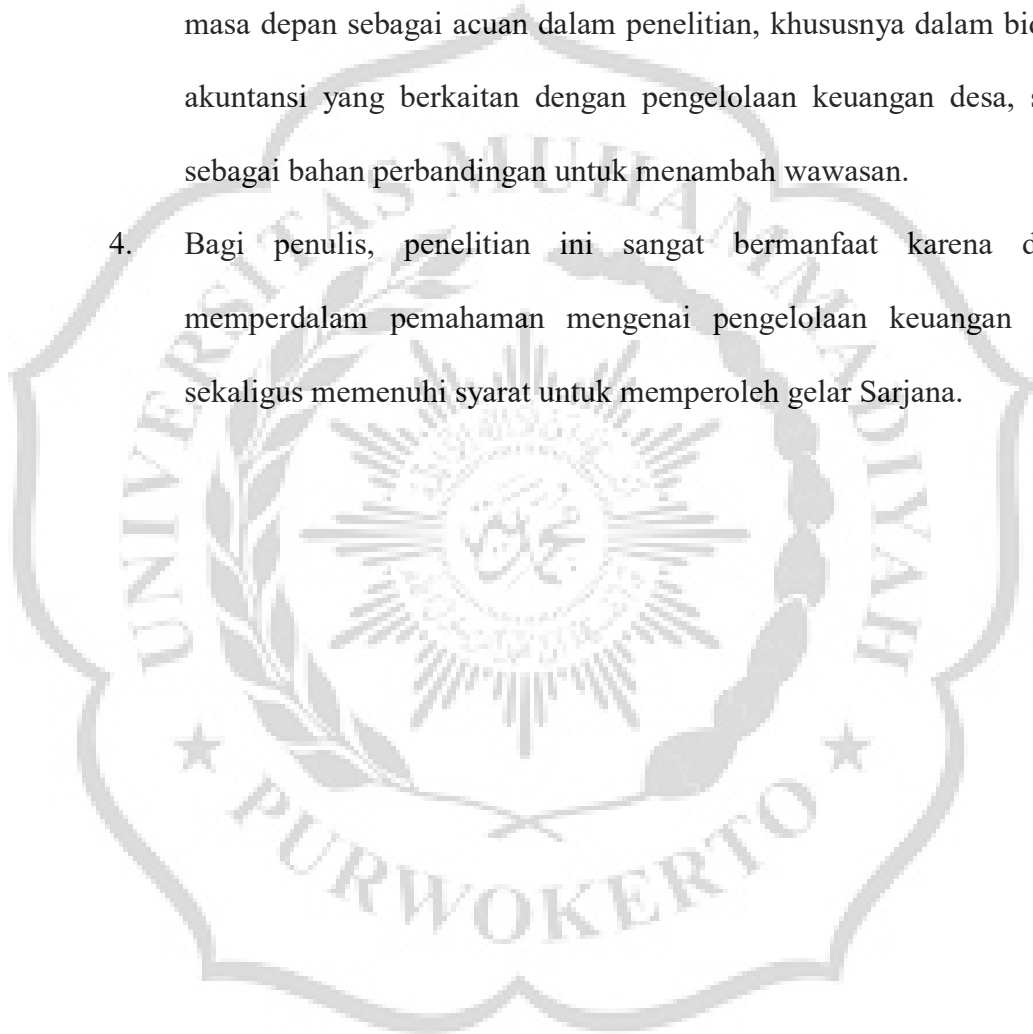 masa depan sebagai acuan dalam penelitian, khususnya dalam
akuntansi yang berkaitan dengan pengelolaan keuangan desa,
sebagai bahan perbandingan untuk menambah wawasan.
4. Bagi penulis, penelitian ini sangat bermanfaat karena
memperdalam pemahaman mengenai pengelolaan keuangan
sekaligus memenuhi syarat untuk memperoleh gelar Sarjana.
UNIVERSITAS MUHAMMADIYAH
PURWOKERTO